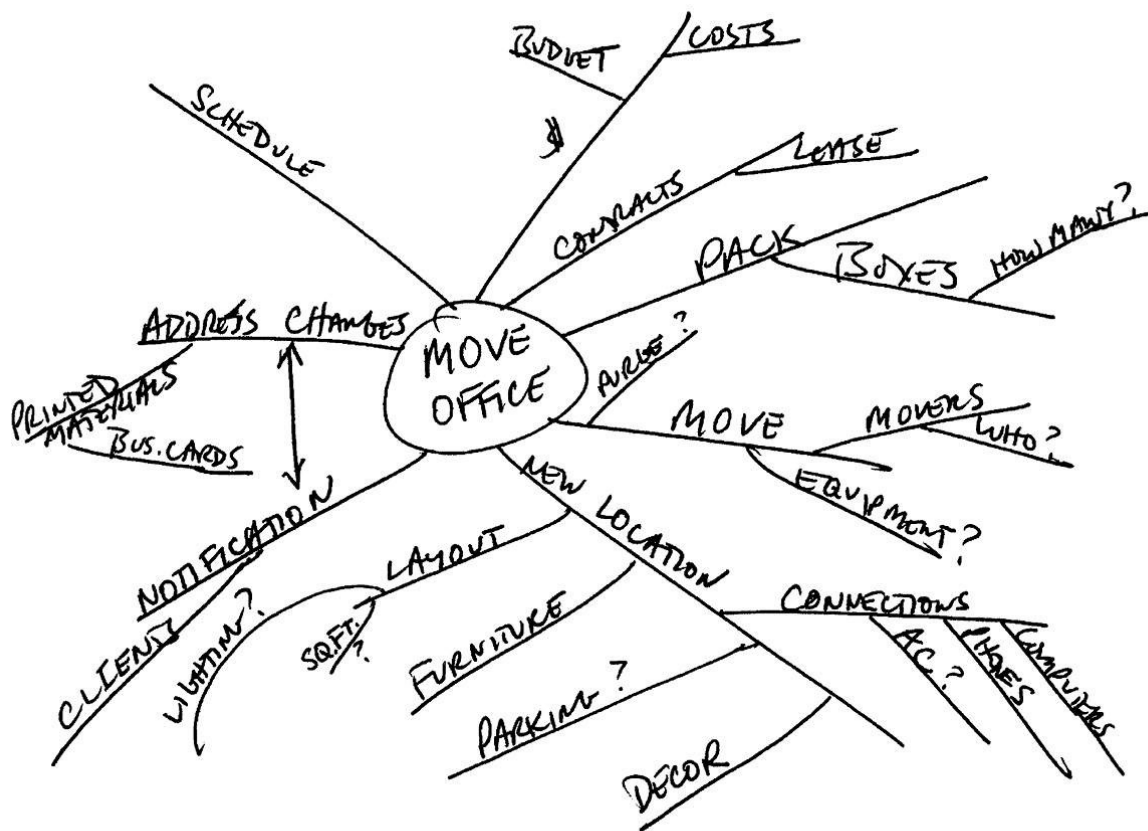 MOVE
OFFICE
SCHEDULE
$
BUDGET
COSTS
CONTRACTS
LEASE
PACK
BOXES
HOW MANY?
PURGE?
MOVE
MOVERS
WHO?
EQUIPMENT?
NEW LOCATION
CONNECTIONS
AC?
PHONES
COMPUTERS
LAYOUT
LIGHTING?
SQ.FT.
?
FURNITURE
PARKING?
DECOR
NOTIFICATION
CLIENTS
ADDRESS CHANGES
PRINTED
MATERIALS
BUS. CARDS